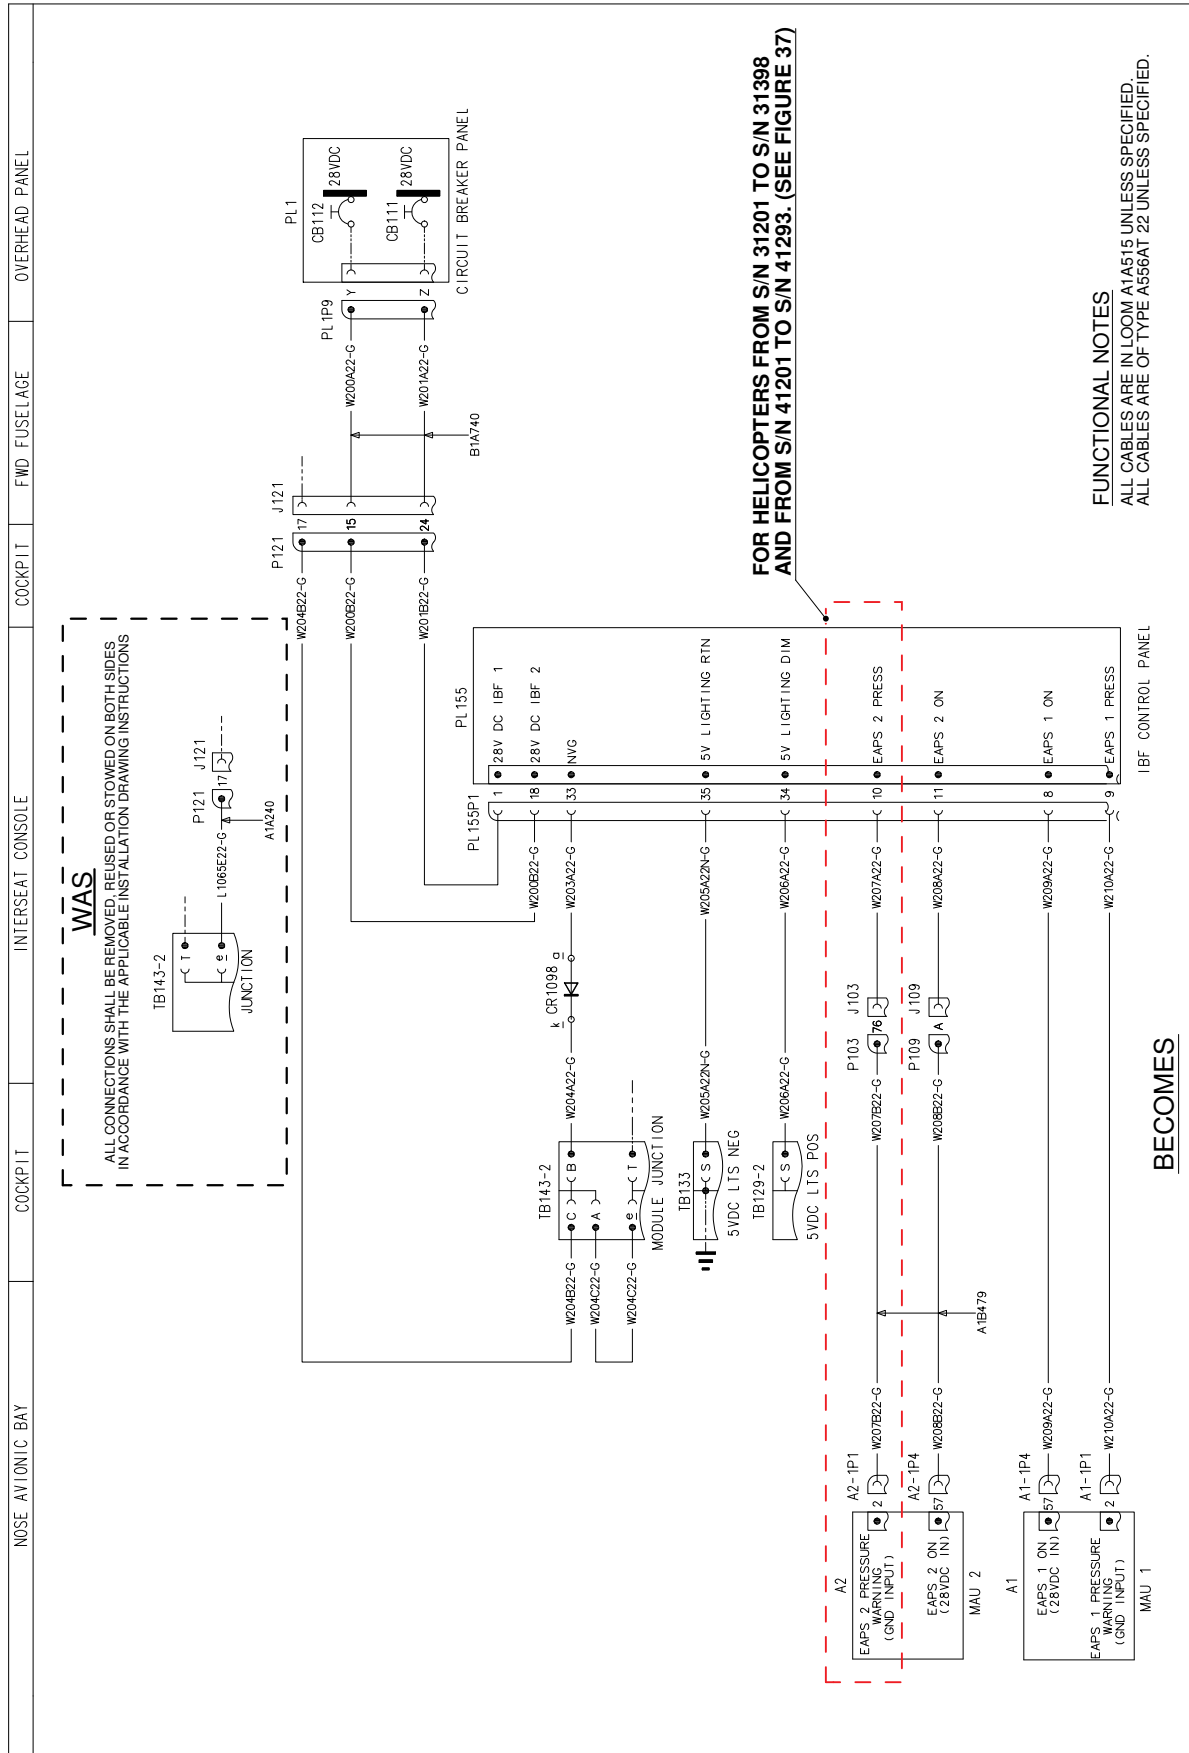 NOSE AVIONIC BAY
COCKPIT
INTERSEAT CONSOLE
COCKPIT
FWD FUSELAGE
OVERHEAD PANEL
WAS
ALL CONNECTIONS SHALL BE REMOVED, REUSED OR STOWED ON BOTH SIDES
IN ACCORDANCE WITH THE APPLICABLE INSTALLATION DRAWING INSTRUCTIONS
TB143-2
T
e
JUNCTION
L1065E22-G
A1A240
P121
17
J121
P121
J121
17
15
24
W204B22-G
W200B22-G
W201B22-G
W200A22-G
W201A22-G
B1A740
PL1P9
Y
Z
PL1
CB112
28VDC
CB111
28VDC
CIRCUIT BREAKER PANEL
TB143-2
C
B
A
e
T
MODULE JUNCTION
W204B22-G
W204C22-G
W204C22-G
W204A22-G
k
CR1098
a
W203A22-G
W200B22-G
PL155P1
PL155
1
28V DC IBF 1
18
28V DC IBF 2
33
NVG
35
5V LIGHTING RTN
34
5V LIGHTING DIM
10
EAPS 2 PRESS
11
EAPS 2 ON
8
EAPS 1 ON
9
EAPS 1 PRESS
IBF CONTROL PANEL
TB133
S
5VDC LTS NEG
W205A22N-G
W205A22N-G
TB129-2
S
5VDC LTS POS
W206A22-G
W206A22-G
FOR HELICOPTERS FROM S/N 31201 TO S/N 31398
AND FROM S/N 41201 TO S/N 41293. (SEE FIGURE 37)
A2
EAPS 2 PRESSURE
WARNING
(GND INPUT)
2
A2-1P1
W207B22-G
W207B22-G
P103
76
J103
W207A22-G
EAPS 2 ON
(28VDC IN)
57
A2-1P4
W208B22-G
A1B479
W208B22-G
P109
A
J109
W208A22-G
MAU 2
A1
EAPS 1 ON
(28VDC IN)
57
A1-1P4
W209A22-G
W209A22-G
EAPS 1 PRESSURE
WARNING
(GND INPUT)
2
A1-1P1
W210A22-G
W210A22-G
MAU 1
BECOMES
FUNCTIONAL NOTES
ALL CABLES ARE IN LOOM A1A515 UNLESS SPECIFIED.
ALL CABLES ARE OF TYPE A556AT 22 UNLESS SPECIFIED.